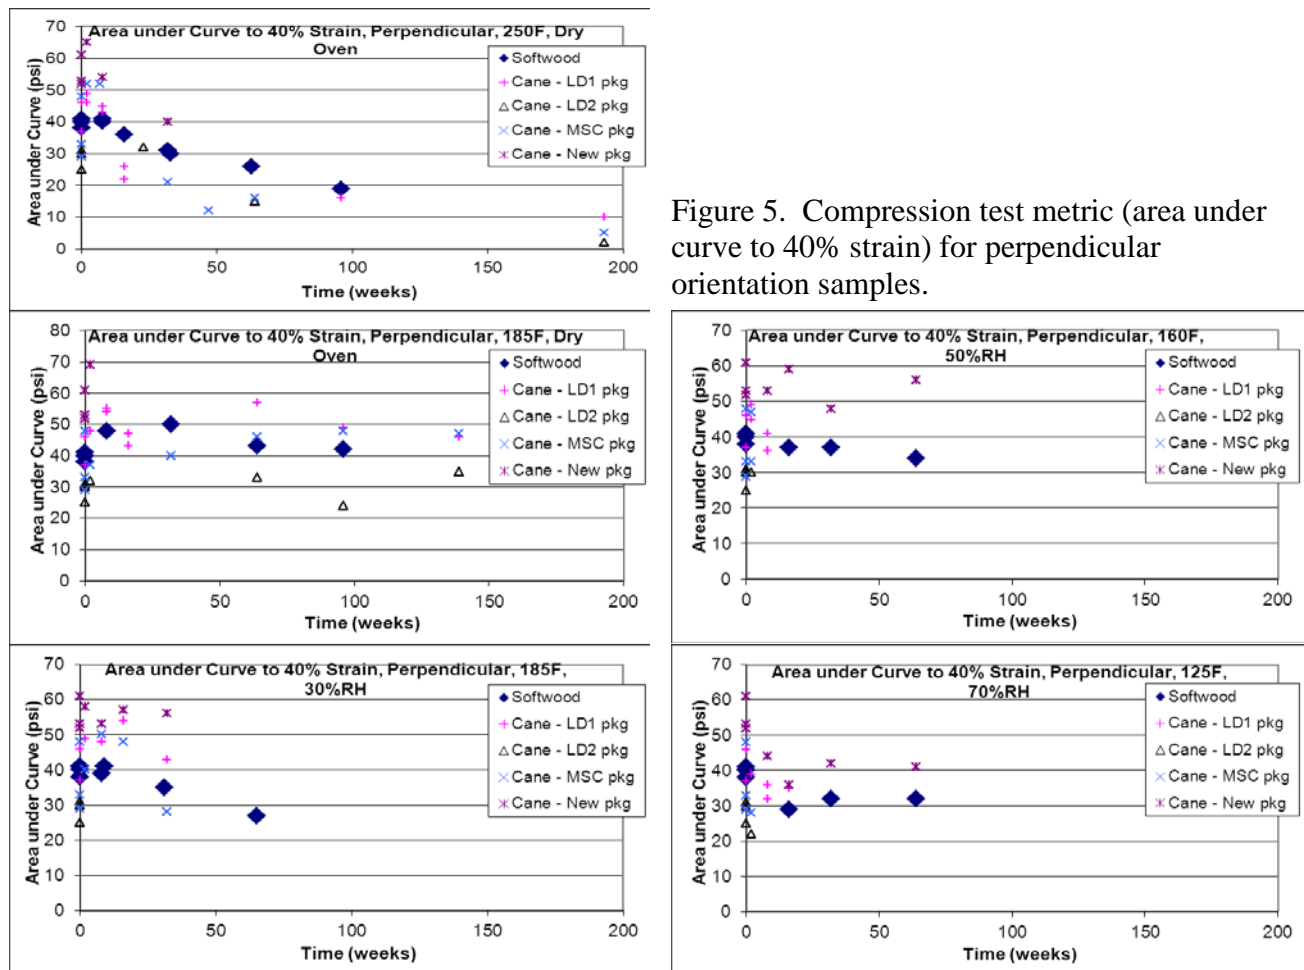 Area under Curve to 40% Strain, Perpendicular, 250F, Dry
Oven
Area under Curve (psi)
70
60
50
40
30
20
10
0
0
50
100
150
200
Time (weeks)
Softwood
Cane - LD1 pkg
Cane - LD2 pkg
Cane - MSC pkg
Cane - New pkg
Figure 5.  Compression test metric (area under
curve to 40% strain) for perpendicular
orientation samples.
Area under Curve to 40% Strain, Perpendicular, 185F, Dry
Oven
Area under Curve (psi)
80
70
60
50
40
30
20
10
0
0
50
100
150
200
Time (weeks)
Softwood
Cane - LD1 pkg
Cane - LD2 pkg
Cane - MSC pkg
Cane - New pkg
Area under Curve to 40% Strain, Perpendicular, 160F,
50%RH
Area under Curve (psi)
70
60
50
40
30
20
10
0
0
50
100
150
200
Time (weeks)
Softwood
Cane - LD1 pkg
Cane - LD2 pkg
Cane - MSC pkg
Cane - New pkg
Area under Curve to 40% Strain, Perpendicular, 185F,
30%RH
Area under Curve (psi)
70
60
50
40
30
20
10
0
0
50
100
150
200
Time (weeks)
Softwood
Cane - LD1 pkg
Cane - LD2 pkg
Cane - MSC pkg
Cane - New pkg
Area under Curve to 40% Strain, Perpendicular, 125F,
70%RH
Area under Curve (psi)
70
60
50
40
30
20
10
0
0
50
100
150
200
Time (weeks)
Softwood
Cane - LD1 pkg
Cane - LD2 pkg
Cane - MSC pkg
Cane - New pkg